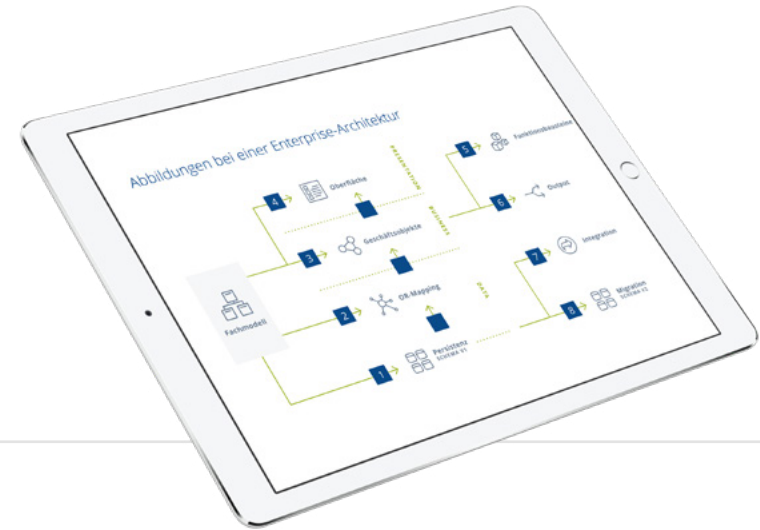 Abbildungen bei einer Enterprise-Architektur
Fachmodell
4
Oberfläche
3
Geschäftsobjekte
2
OR-Mapping
1
Persistenz
SCHEMA V1
PRESENTATION
BUSINESS
DATA
5
Funktionsbausteine
6
Output
7
Integration
8
Migration
SCHEMA V2